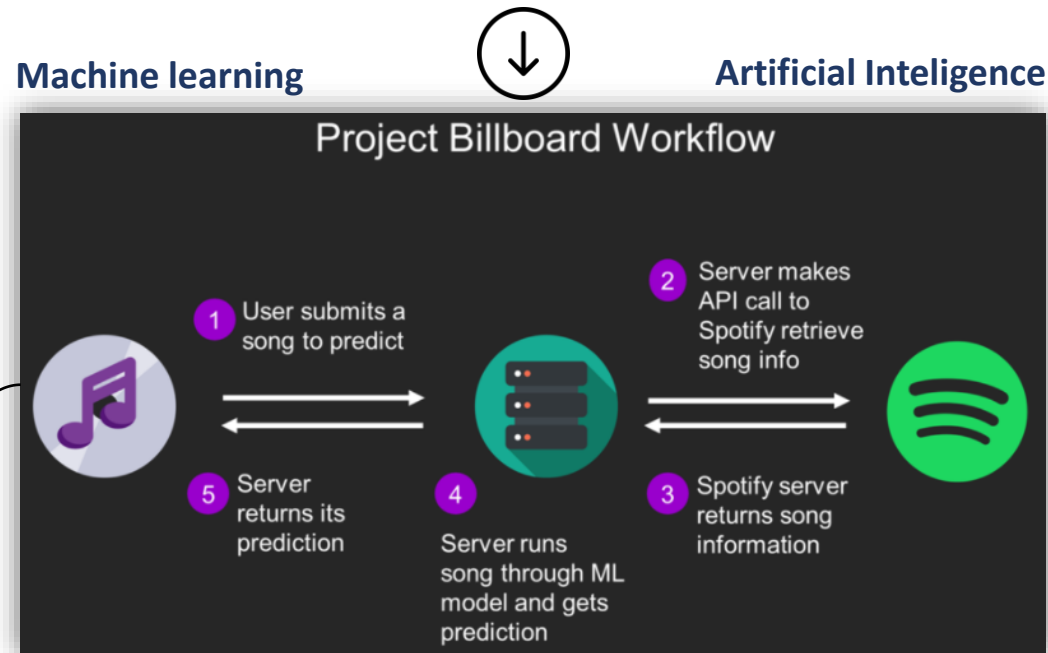 Machine learning
Artificial Inteligence
Project Billboard Workflow
1
User submits a
song to predict
2
Server makes
API call to
Spotify retrieve
song info
5
Server
returns its
prediction
4
Server runs
song through ML
model and gets
prediction
3
Spotify server
returns song
information